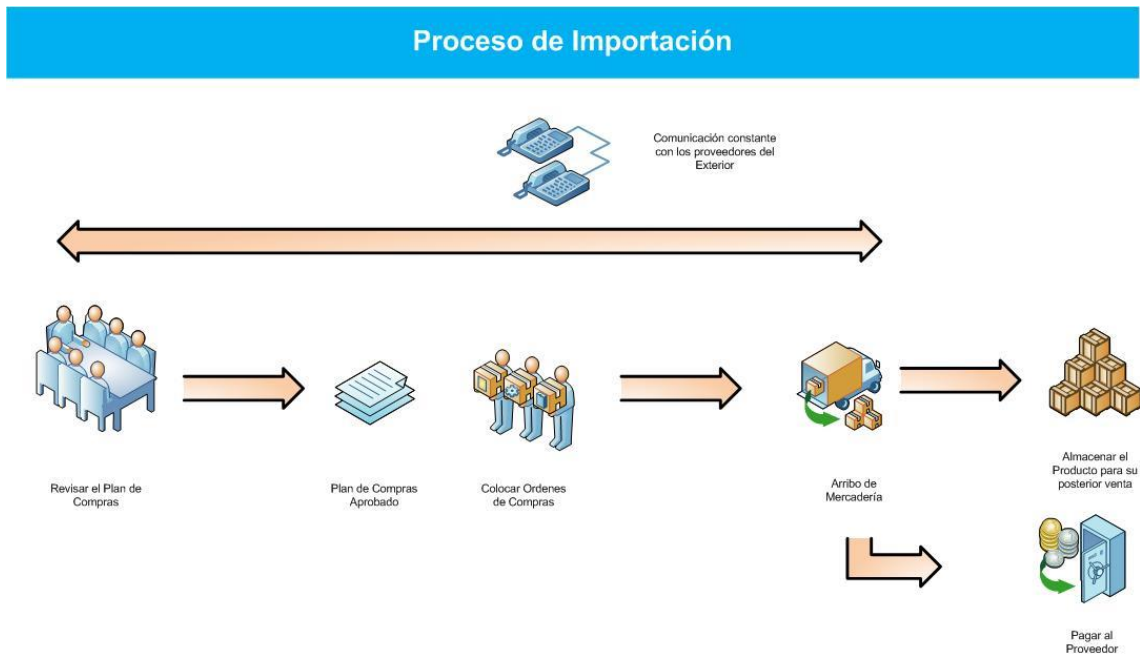 Proceso de Importación
Comunicación constante
con los proveedores del
Exterior
Revisar el Plan de
Compras
Plan de Compras
Aprobado
Colocar Ordenes
de Compras
Arribo de
Mercadería
Almacenar el
Producto para su
posterior venta
Pagar al
Proveedor